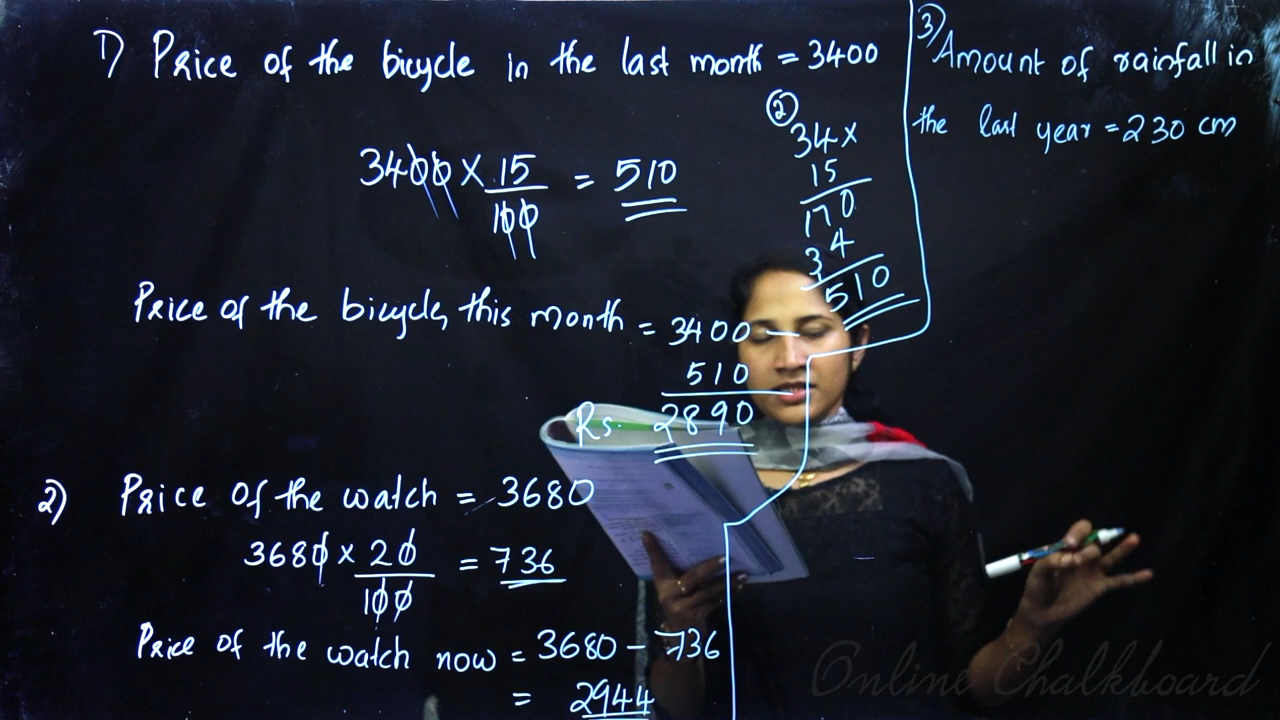 1) Price of the bicycle in the last month = 3400
3400 × 15/100 = 510
②
34×
15
170
34
510
Price of the bicycle, this month = 3400 –
510
Rs. 2890
2) Price of the watch = 3680
3680 × 20/100 = 736
Price of the watch now = 3680 – 736
= 2944
3) Amount of rainfall in
the last year = 230 cm
Online Chalkboard